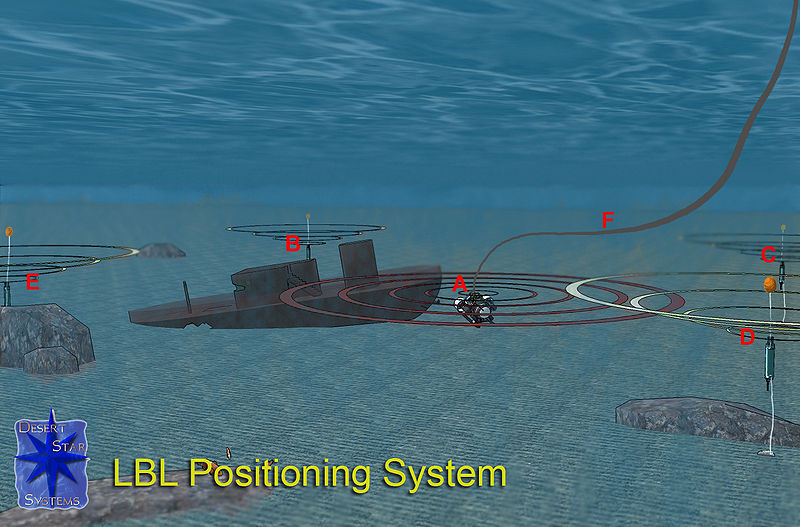 F
B
C
E
A
D
DESERT
STAR
SYSTEMS
LBL Positioning System